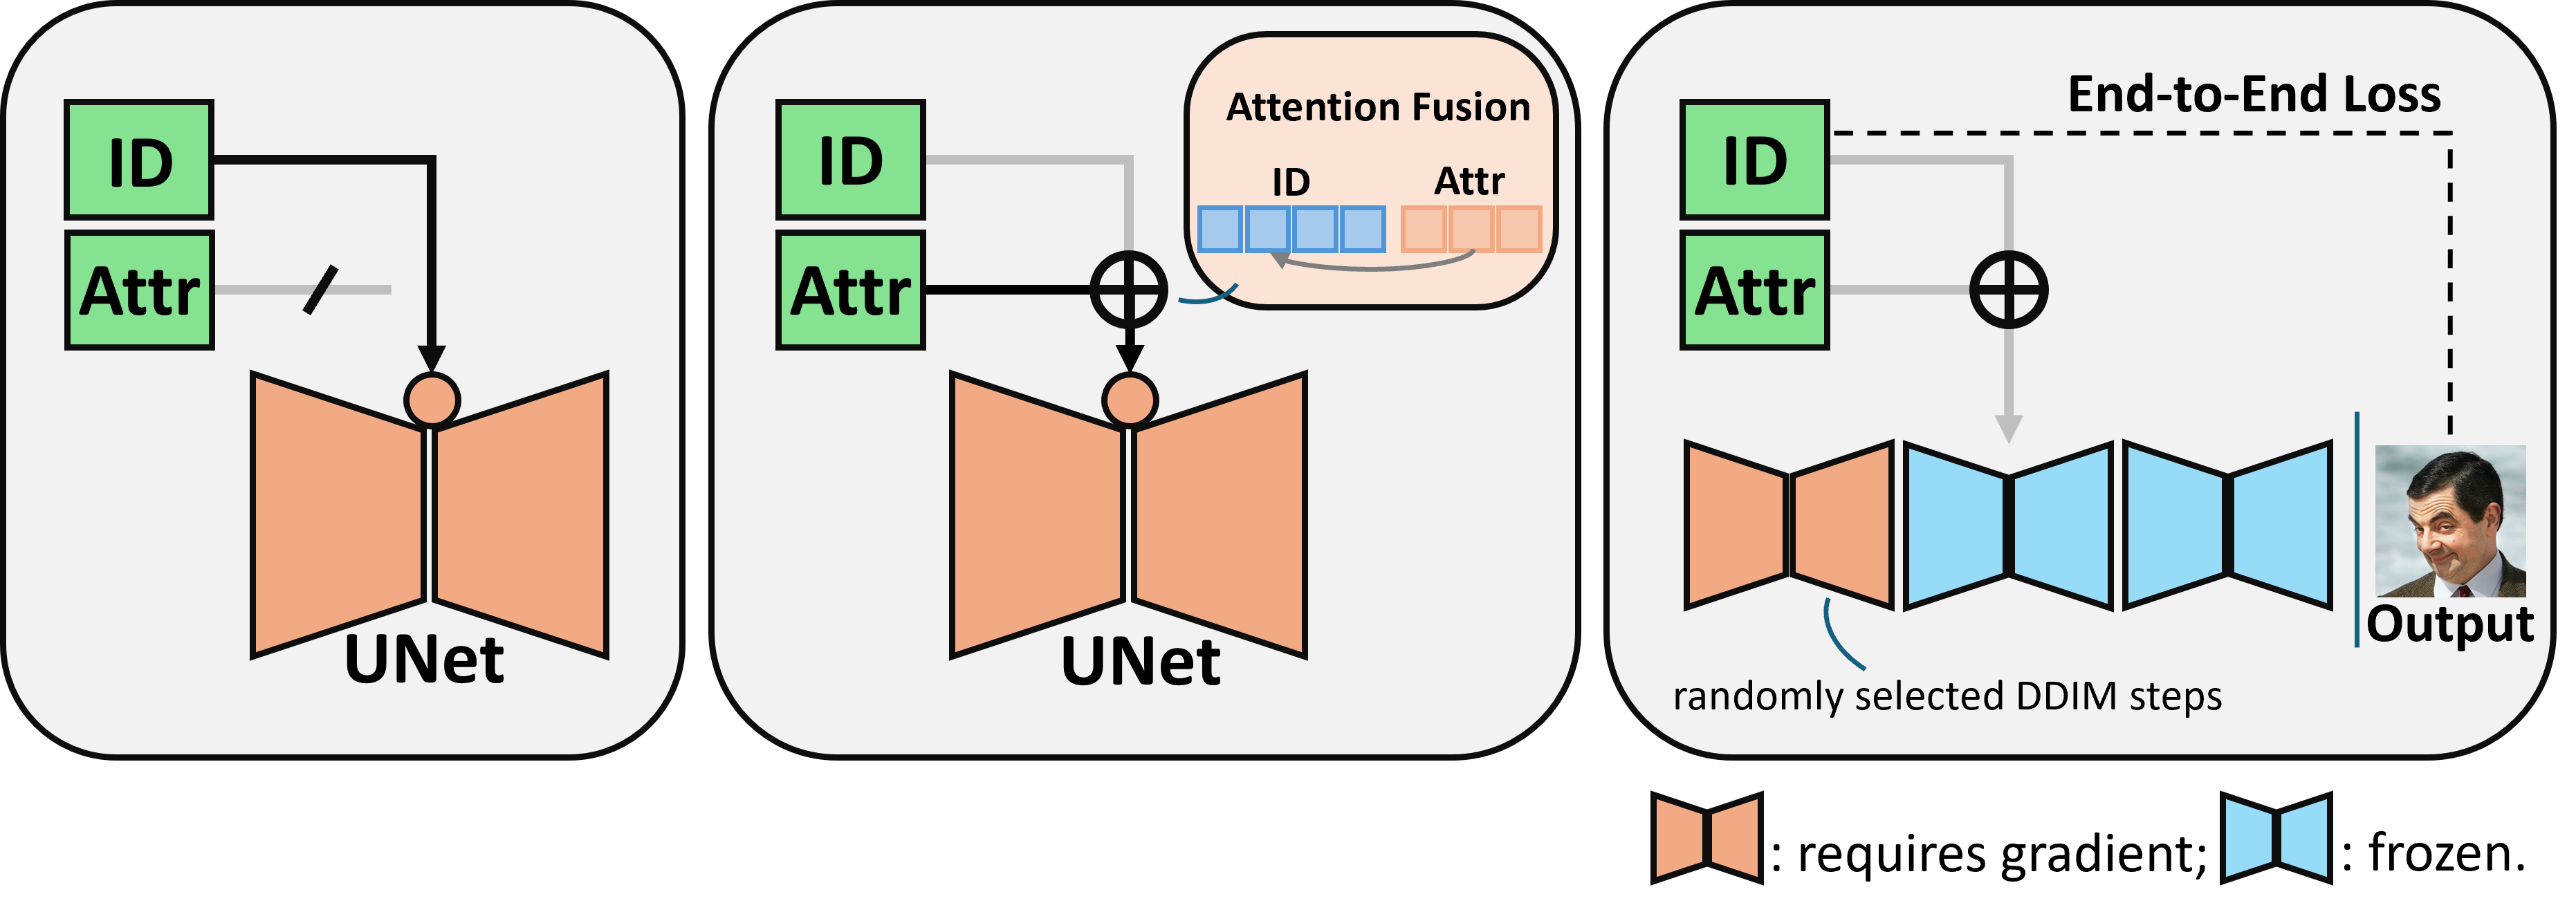 ID
Attr
UNet
ID
Attr
Attention Fusion
ID Attr
UNet
End-to-End Loss
ID
Attr
Output
randomly selected DDIM steps
: requires gradient; : frozen.